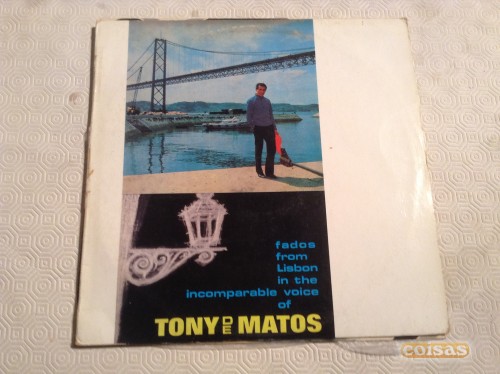 fados
from
Lisbon
in the
incomparable voice
of
TONY DE MATOS
coisas